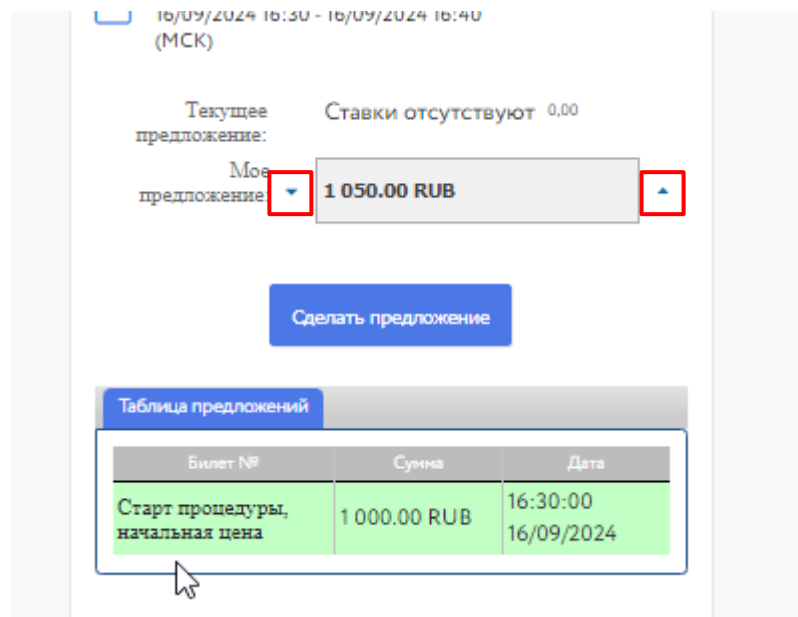 16/09/2024 16:30 - 16/09/2024 16:40
(МСК)
Текущее
предложение:
Ставки отсутствуют 0,00
Мое
предложение:
1 050.00 RUB
Сделать предложение
Таблица предложений
Билет № Сумма Дата
Старт процедуры,
начальная цена
1 000.00 RUB
16:30:00
16/09/2024